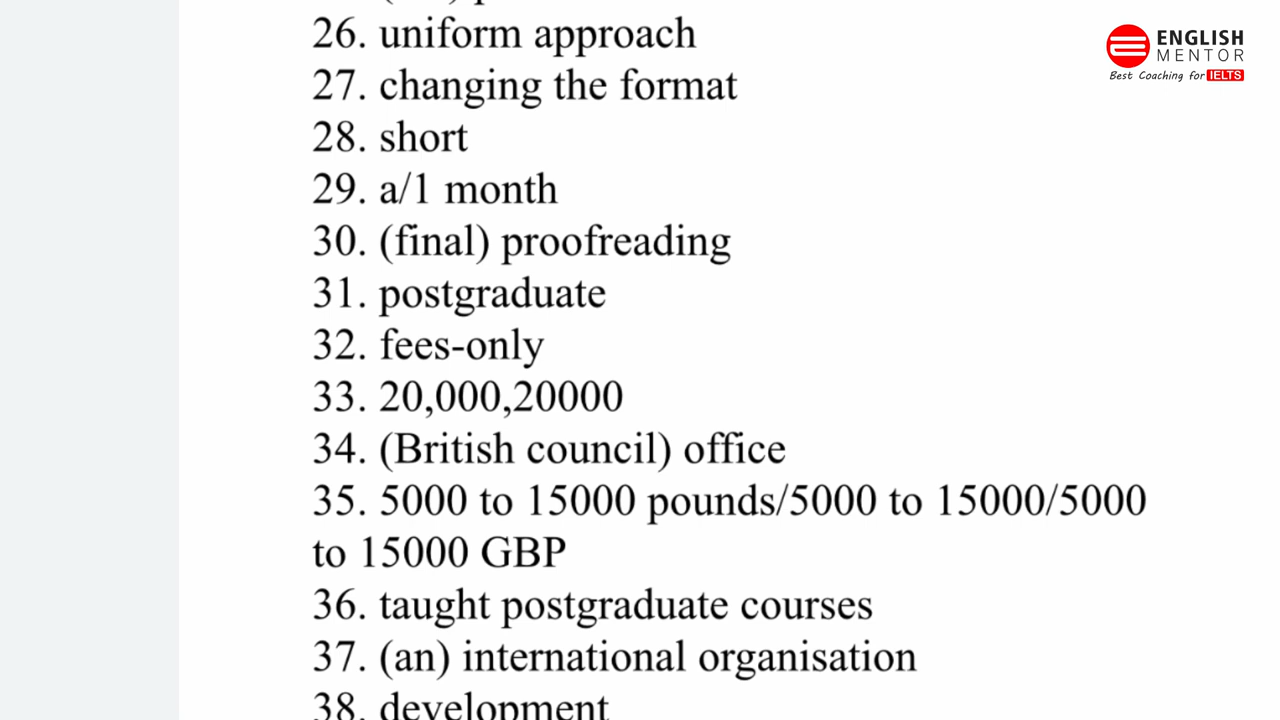 26. uniform approach
27. changing the format
28. short
29. a/1 month
30. (final) proofreading
31. postgraduate
32. fees-only
33. 20,000,20000
34. (British council) office
35. 5000 to 15000 pounds/5000 to 15000/5000
to 15000 GBP
36. taught postgraduate courses
37. (an) international organisation
38. development
ENGLISH
MENTOR
Best Coaching for IELTS